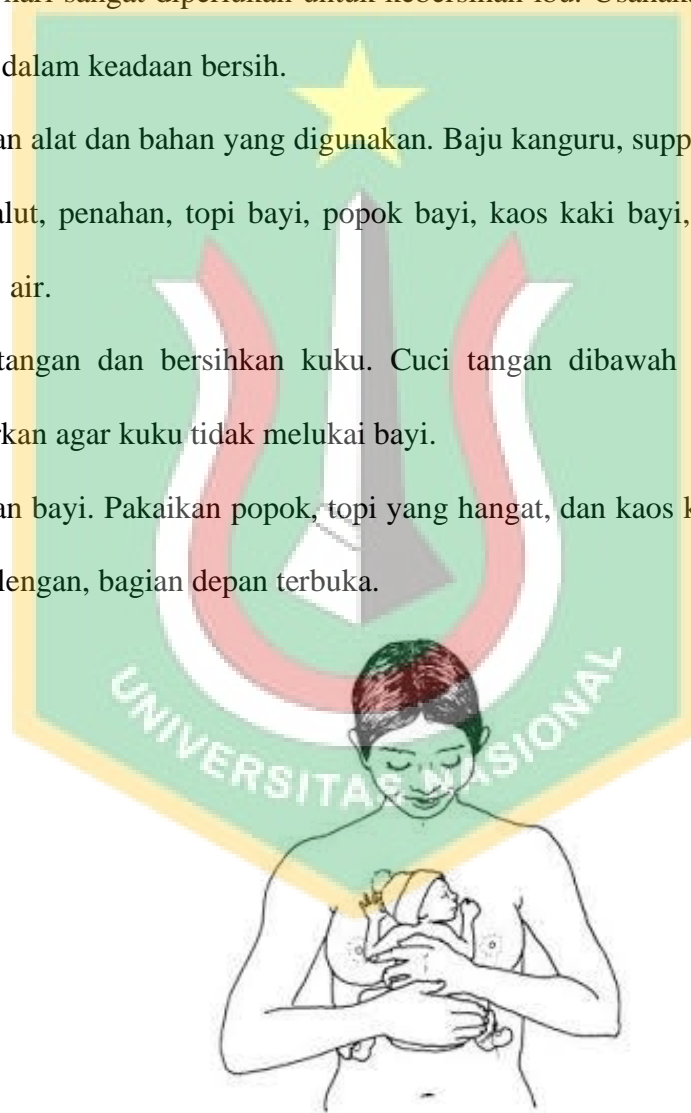 hari sangat diperlukan untuk kebersihan ibu. Usahakan
dalam keadaan bersih.
an alat dan bahan yang digunakan. Baju kanguru, supp
alut, penahan, topi bayi, popok bayi, kaos kaki bayi,
air.
tangan dan bersihkan kuku. Cuci tangan dibawah
rkan agar kuku tidak melukai bayi.
an bayi. Pakaikan popok, topi yang hangat, dan kaos k
lengan, bagian depan terbuka.
UNIVERSITAS NASIONAL